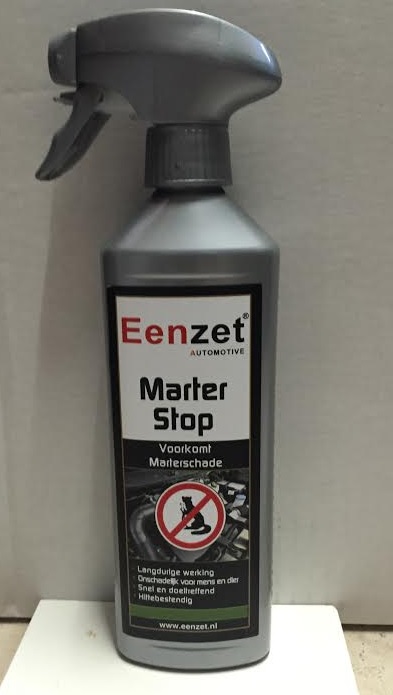 Eenzet®
AUTOMOTIVE
Marter
Stop
Voorkomt
Marterschade
· Langdurige werking
· Onschadelijk voor mens en dier
· Snel en doeltreffend
· Hittebestendig
www.eenzet.nl